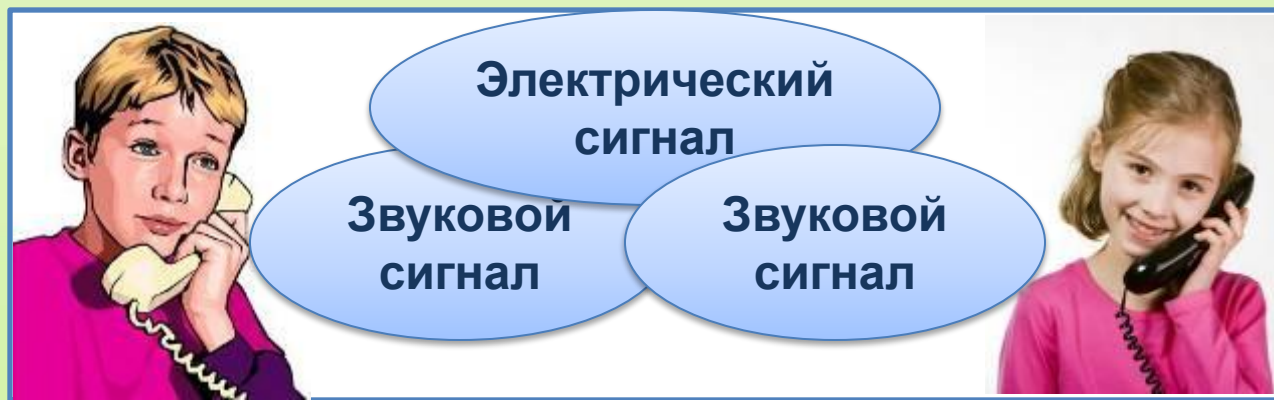 Электрический
сигнал
Звуковой
сигнал
Звуковой
сигнал